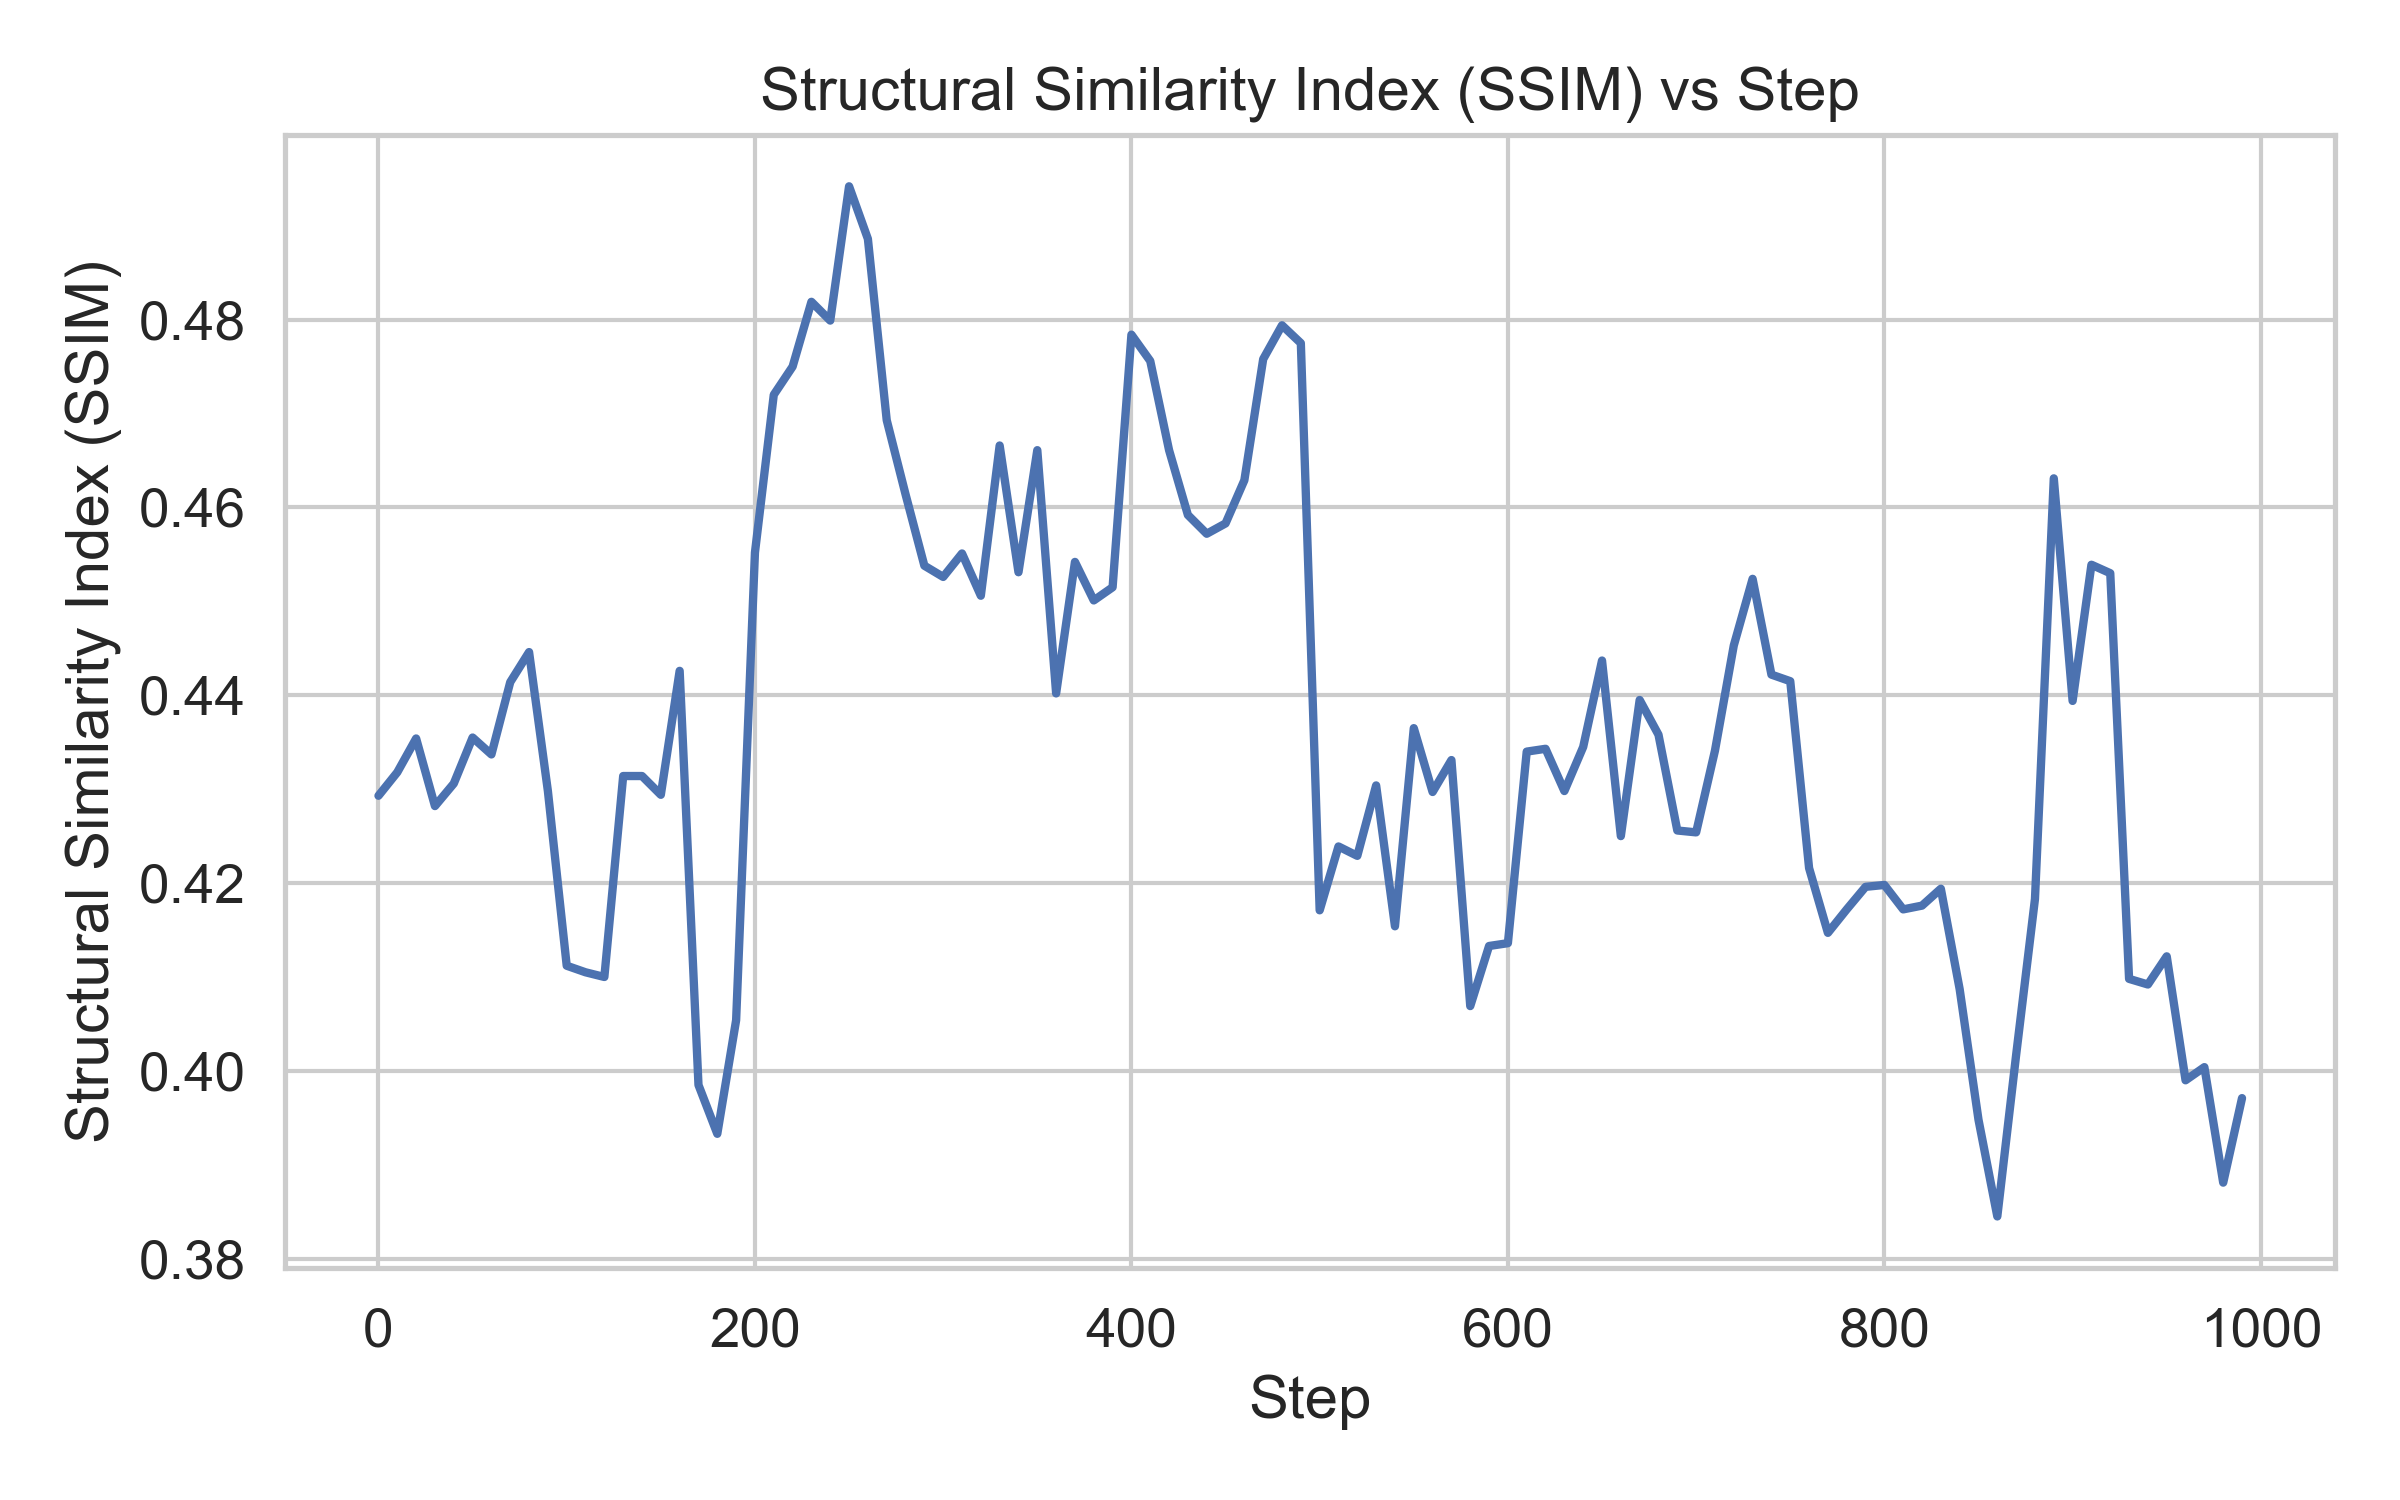 Structural Similarity Index (SSIM) vs Step
Structural Similarity Index (SSIM)
0.48
0.46
0.44
0.42
0.40
0.38
0 200 400 600 800 1000
Step